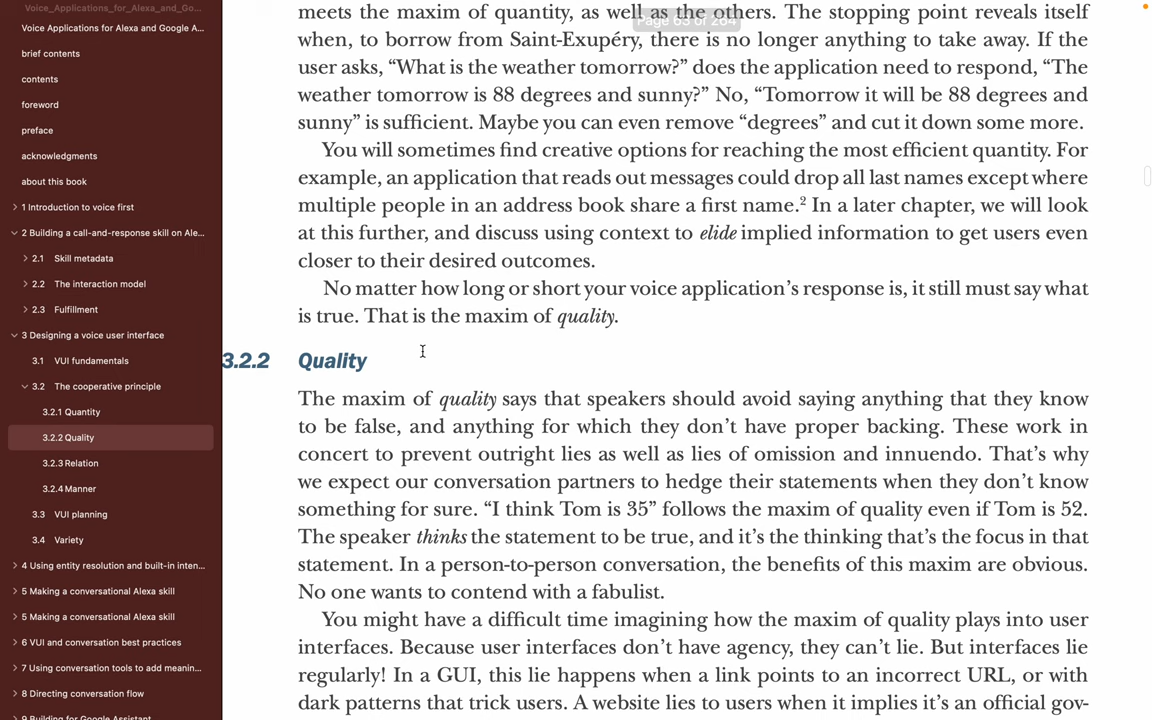 Voice_Applications_for_Alexa_and_Go...
Voice Applications for Alexa and Google A...
brief contents
contents
foreword
preface
acknowledgments
about this book
1 Introduction to voice first
2 Building a call-and-response skill on Ale...
2.1 Skill metadata
2.2 The interaction model
2.3 Fulfillment
3 Designing a voice user interface
3.1 VUI fundamentals
3.2 The cooperative principle
3.2.1 Quantity
3.2.2 Quality
3.2.3 Relation
3.2.4 Manner
3.3 VUI planning
3.4 Variety
4 Using entity resolution and built-in inten...
5 Making a conversational Alexa skill
5 Making a conversational Alexa skill
6 VUI and conversation best practices
7 Using conversation tools to add meanin...
8 Directing conversation flow
9 Building for Google Assistant
Page 63 of 264
meets the maxim of quantity, as well as the others. The stopping point reveals itself
when, to borrow from Saint-Exupéry, there is no longer anything to take away. If the
user asks, “What is the weather tomorrow?” does the application need to respond, “The
weather tomorrow is 88 degrees and sunny?” No, “Tomorrow it will be 88 degrees and
sunny” is sufficient. Maybe you can even remove “degrees” and cut it down some more.
You will sometimes find creative options for reaching the most efficient quantity. For
example, an application that reads out messages could drop all last names except where
multiple people in an address book share a first name.² In a later chapter, we will look
at this further, and discuss using context to elide implied information to get users even
closer to their desired outcomes.
No matter how long or short your voice application’s response is, it still must say what
is true. That is the maxim of quality.
3.2.2 Quality
The maxim of quality says that speakers should avoid saying anything that they know
to be false, and anything for which they don’t have proper backing. These work in
concert to prevent outright lies as well as lies of omission and innuendo. That’s why
we expect our conversation partners to hedge their statements when they don’t know
something for sure. “I think Tom is 35” follows the maxim of quality even if Tom is 52.
The speaker thinks the statement to be true, and it’s the thinking that’s the focus in that
statement. In a person-to-person conversation, the benefits of this maxim are obvious.
No one wants to contend with a fabulist.
You might have a difficult time imagining how the maxim of quality plays into user
interfaces. Because user interfaces don’t have agency, they can’t lie. But interfaces lie
regularly! In a GUI, this lie happens when a link points to an incorrect URL, or with
dark patterns that trick users. A website lies to users when it implies it’s an official gov-